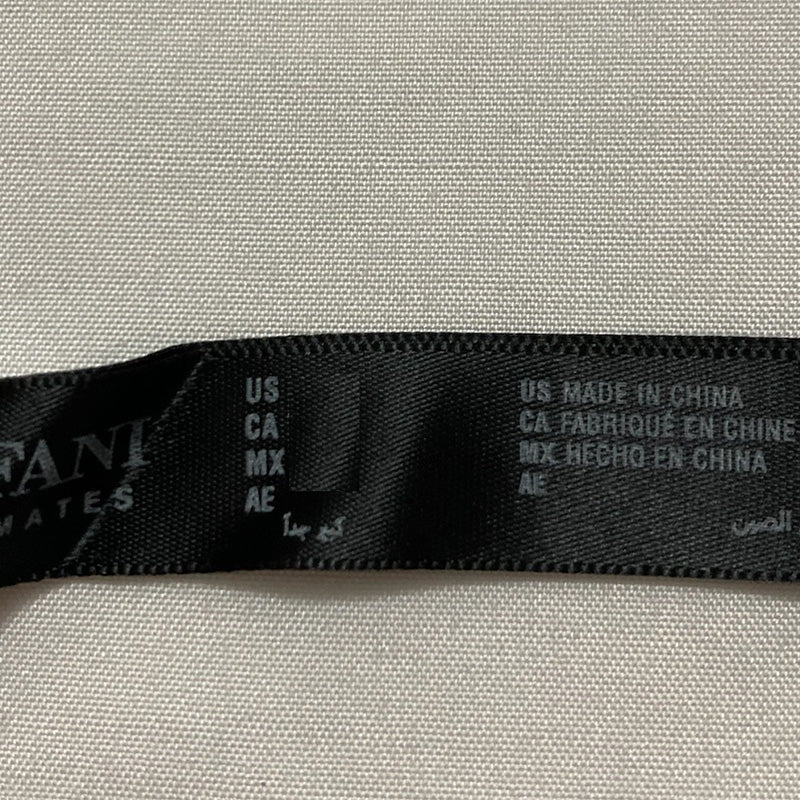 FANI
MATES
US
CA
MX
AE
كبير جداً
US MADE IN CHINA
CA FABRIQUÉ EN CHINE
MX HECHO EN CHINA
AE
الصين